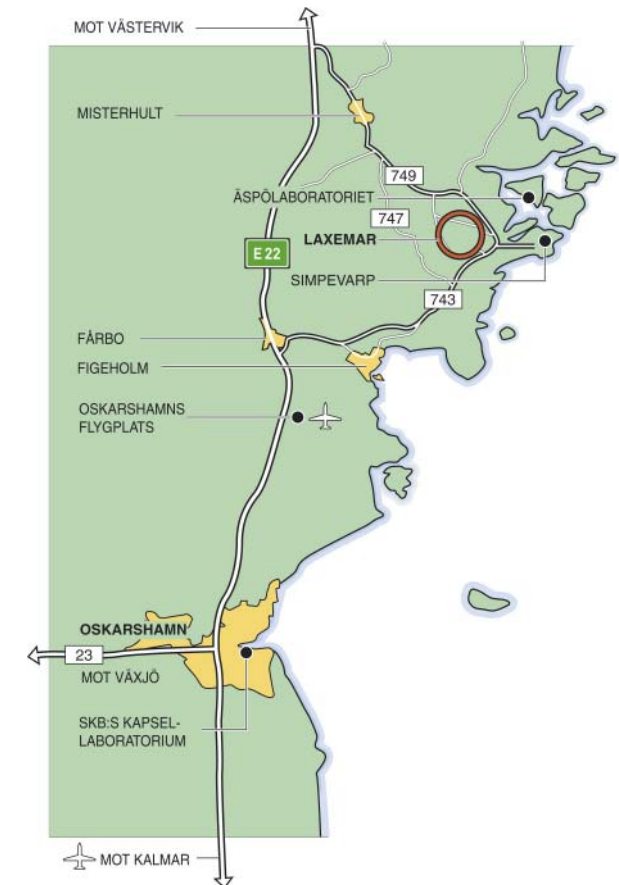 MOT VÄSTERVIK
MISTERHULT
749
ÄSPÖLABORATORIET
747
LAXEMAR
E 22
SIMPEVARP
743
FÅRBO
FIGEHOLM
OSKARSHAMNS
FLYGPLATS
OSKARSHAMN
23
MOT VÄXJÖ
SKB:S KAPSEL-
LABORATORIUM
MOT KALMAR